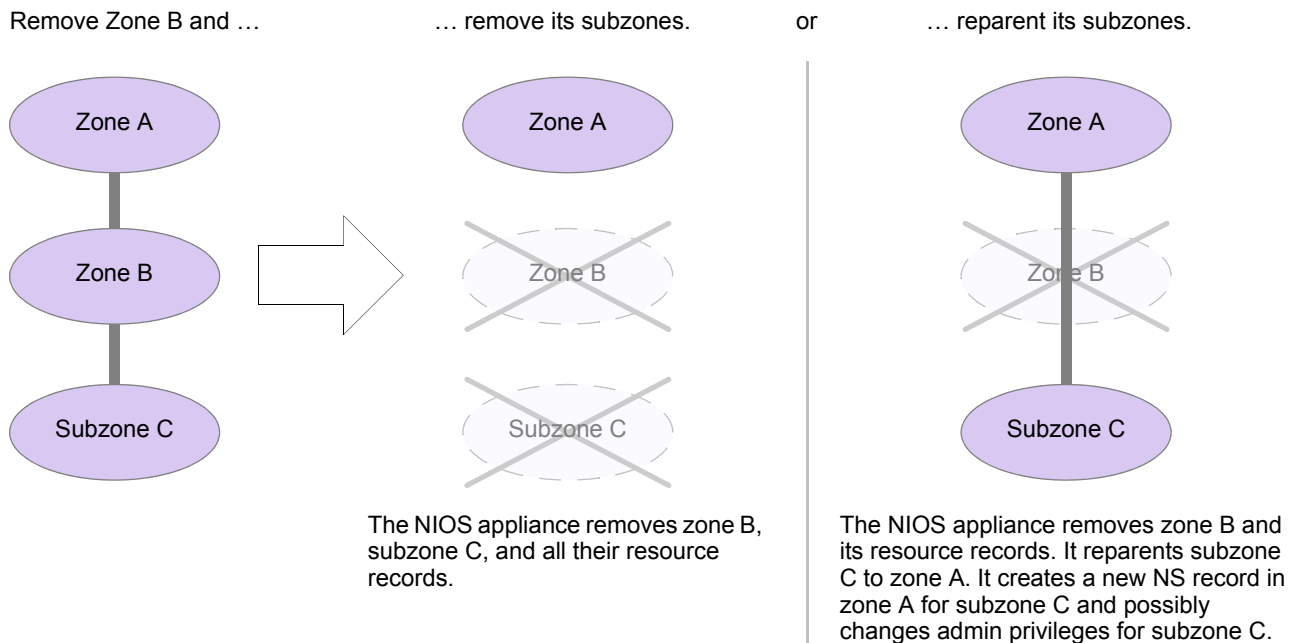 Remove Zone B and …
… remove its subzones.
or
… reparent its subzones.
Zone A
Zone B
Subzone C
Zone A
Zone B
Subzone C
The NIOS appliance removes zone B,
subzone C, and all their resource
records.
Zone A
Zone B
Subzone C
The NIOS appliance removes zone B and
its resource records. It reparents subzone
C to zone A. It creates a new NS record in
zone A for subzone C and possibly
changes admin privileges for subzone C.